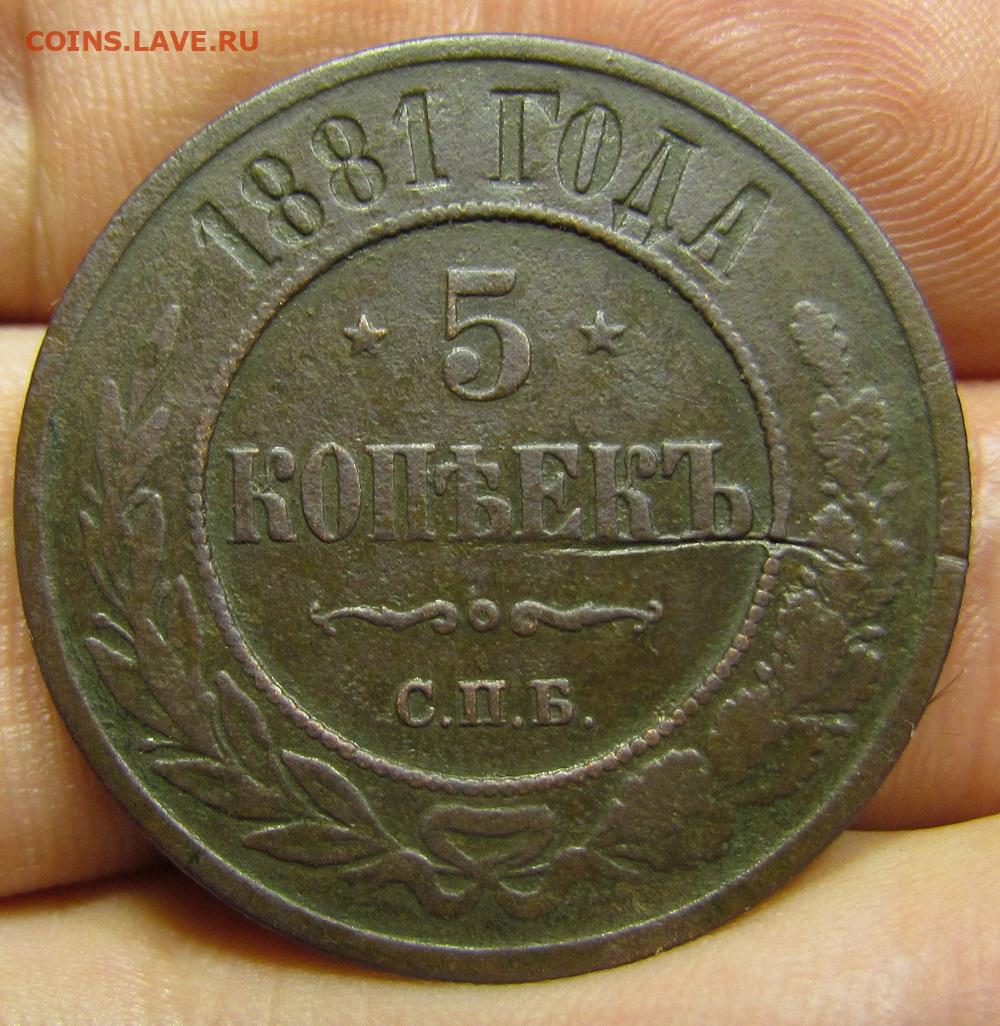 COINS.LAVE.RU
1881 ГОДА
5
КОПѢЕКЪ
С.П.Б.